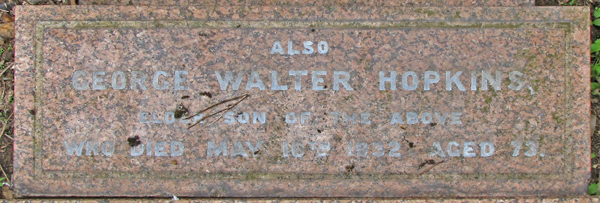 ALSO
GEORGE WALTER HOPKINS,
SON OF THE ABOVE
WHO DIED MAY 1932 AGED 73.